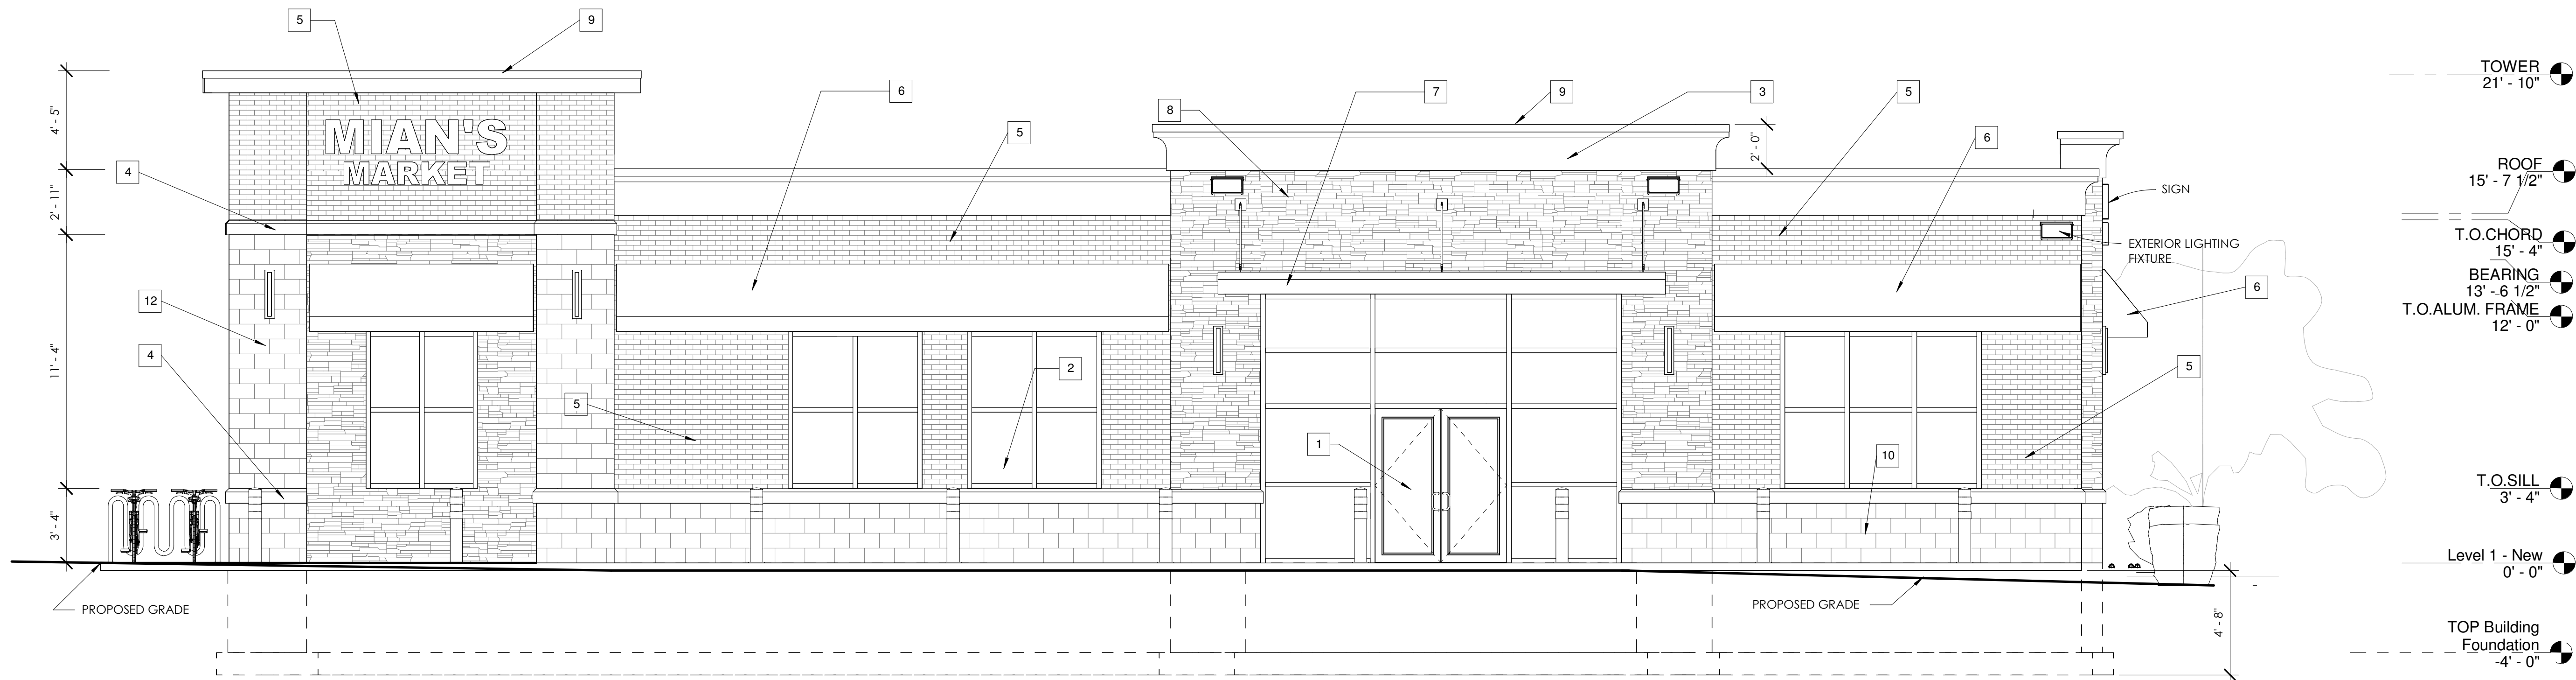 5
9
TOWER
21' - 10"
4' - 5"
6
7
9
3
5
8
MIAN'S
MARKET
5
6
2' - 0"
4
ROOF
15' - 7 1/2"
SIGN
2' - 11"
T.O.CHORD
15' - 4"
EXTERIOR LIGHTING
FIXTURE
BEARING
13' - 6 1/2"
6
12
T.O.ALUM. FRAME
12' - 0"
4
11' - 4"
2
5
5
1
10
T.O.SILL
3' - 4"
3' - 4"
Level 1 - New
0' - 0"
PROPOSED GRADE
PROPOSED GRADE
4' - 8"
TOP Building
Foundation
-4' - 0"